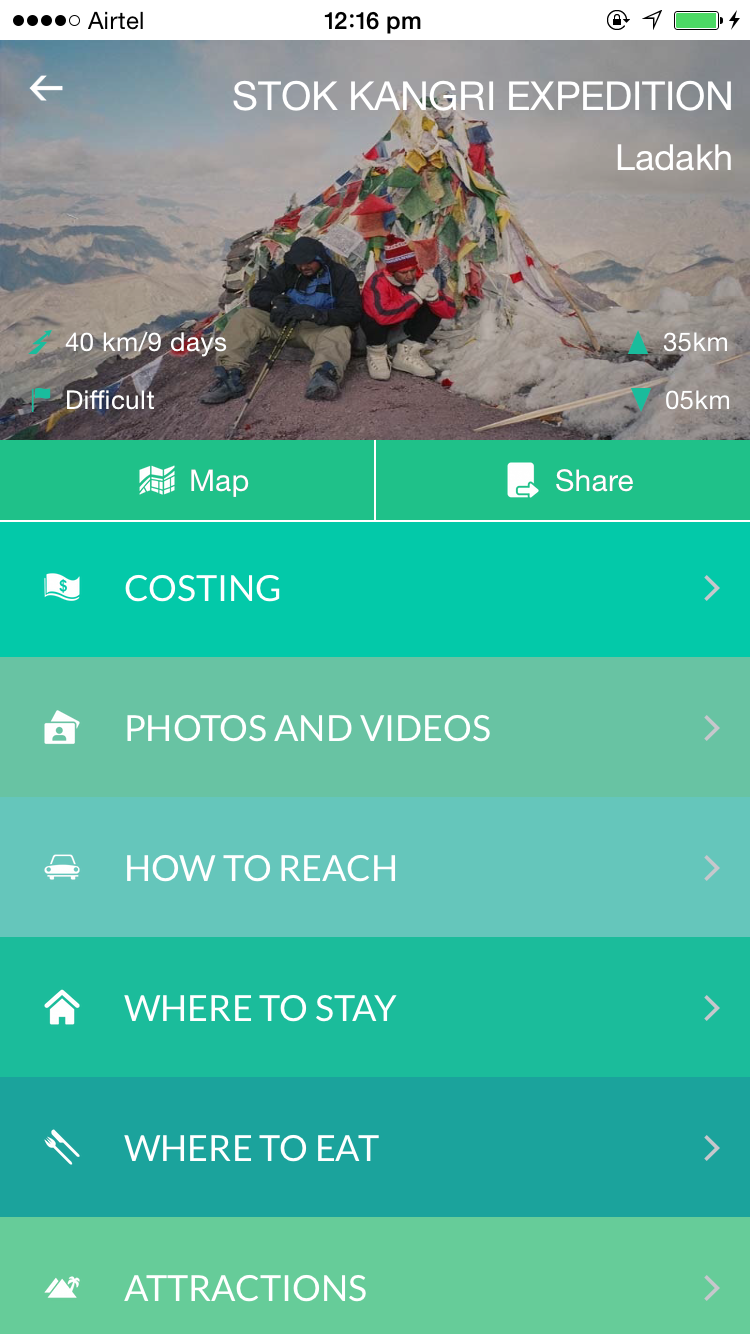 Airtel 12:16 pm
STOK KANGRI EXPEDITION
Ladakh
40 km/9 days 35km
Difficult 05km
Map Share
$ COSTING
PHOTOS AND VIDEOS
HOW TO REACH
WHERE TO STAY
WHERE TO EAT
ATTRACTIONS